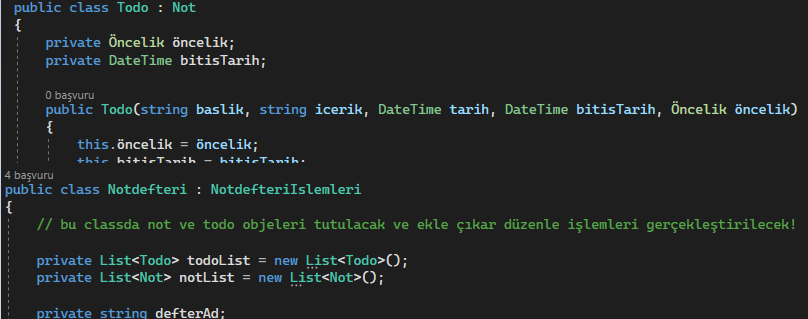 public class Todo : Not
{
private Öncelik öncelik;
private DateTime bitisTarih;
0 başvuru
public Todo(string baslik, string icerik, DateTime tarih, DateTime bitisTarih, Öncelik öncelik)
{
this.öncelik = öncelik;
this.bitisTarih = bitisTarih;
4 başvuru
public class Notdefteri : NotdefteriIslemleri
{
// bu classda not ve todo objeleri tutulacak ve ekle çıkar düzenle işlemleri gerçekleştirilecek!
private List<Todo> todoList = new List<Todo>();
private List<Not> notList = new List<Not>();
private string defterAd;